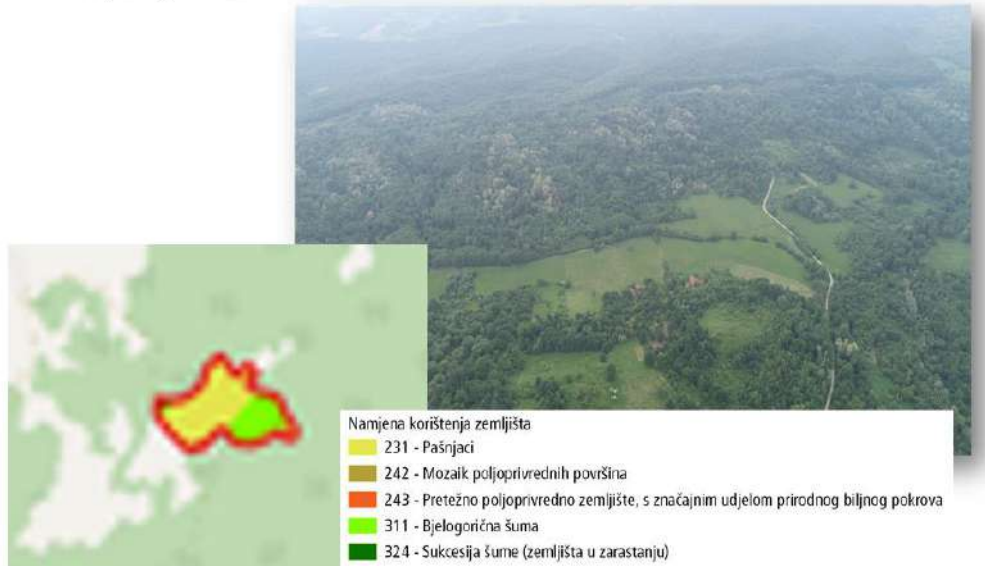 Namjena korištenja zemljišta
231 - Pašnjaci
242 - Mozaik poljoprivrednih površina
243 - Pretežno poljoprivredno zemljište, s značajnim udjelom prirodnog biljnog pokrova
311 - Bjelogorična šuma
324 - Sukcesija šume (zemljišta u zarastanju)